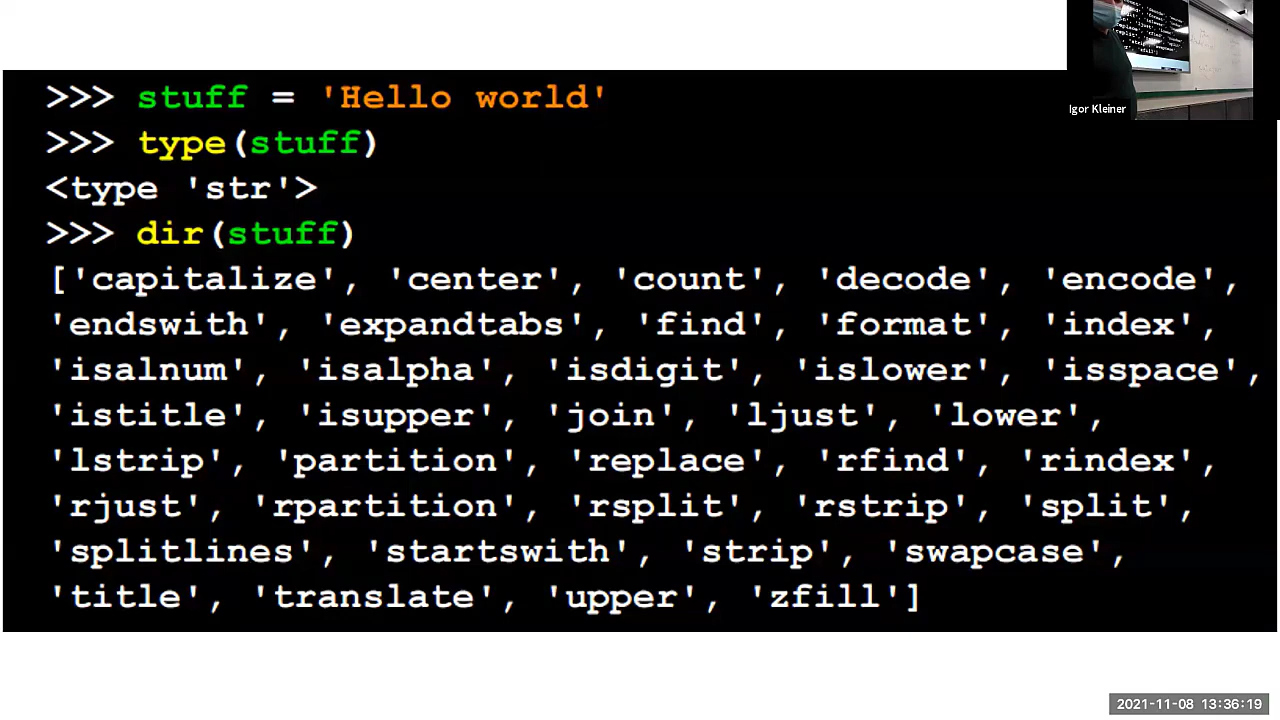 >>> stuff = 'Hello world'
>>> type(stuff)
<type 'str'>
>>> dir(stuff)
['capitalize', 'center', 'count', 'decode', 'encode',
'endswith', 'expandtabs', 'find', 'format', 'index',
'isalnum', 'isalpha', 'isdigit', 'islower', 'isspace',
'istitle', 'isupper', 'join', 'ljust', 'lower',
'lstrip', 'partition', 'replace', 'rfind', 'rindex',
'rjust', 'rpartition', 'rsplit', 'rstrip', 'split',
'splitlines', 'startswith', 'strip', 'swapcase',
'title', 'translate', 'upper', 'zfill']
Igor Kleiner
2021-11-08 13:36:19